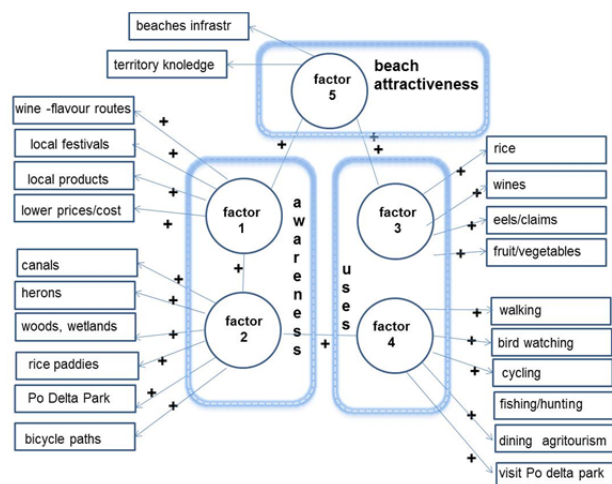 beaches infrastr
territory knoledge
factor
5
beach
attractiveness
wine -flavour routes
+
local festivals
+
local products
+
lower prices/cost
+
factor
1
awareness
+
+
+
+
uses
factor
3
rice
+
wines
+
eels/claims
+
fruit/vegetables
+
canals
+
herons
+
woods, wetlands
+
rice paddies
+
Po Delta Park
+
bicycle paths
+
factor
2
+
factor
4
walking
+
bird watching
+
cycling
+
fishing/hunting
dining agritourism
+
visit Po delta park
+